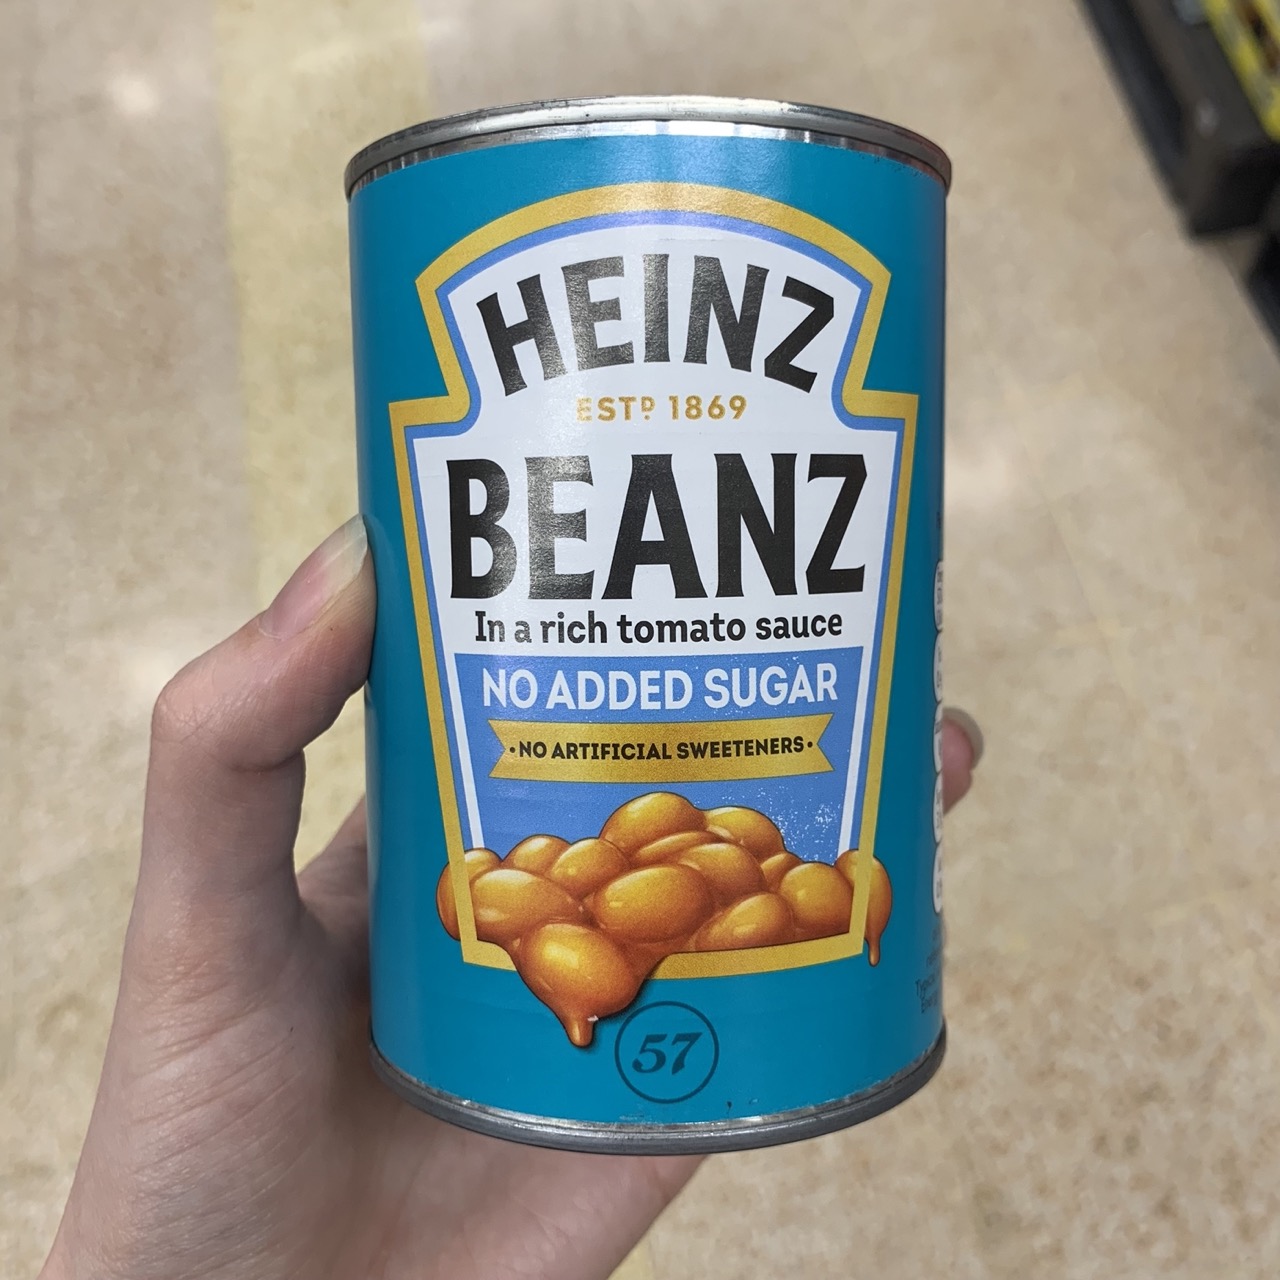 HEINZ
ESTD 1869
BEANZ
In a rich tomato sauce
NO ADDED SUGAR
• NO ARTIFICIAL SWEETENERS •
57